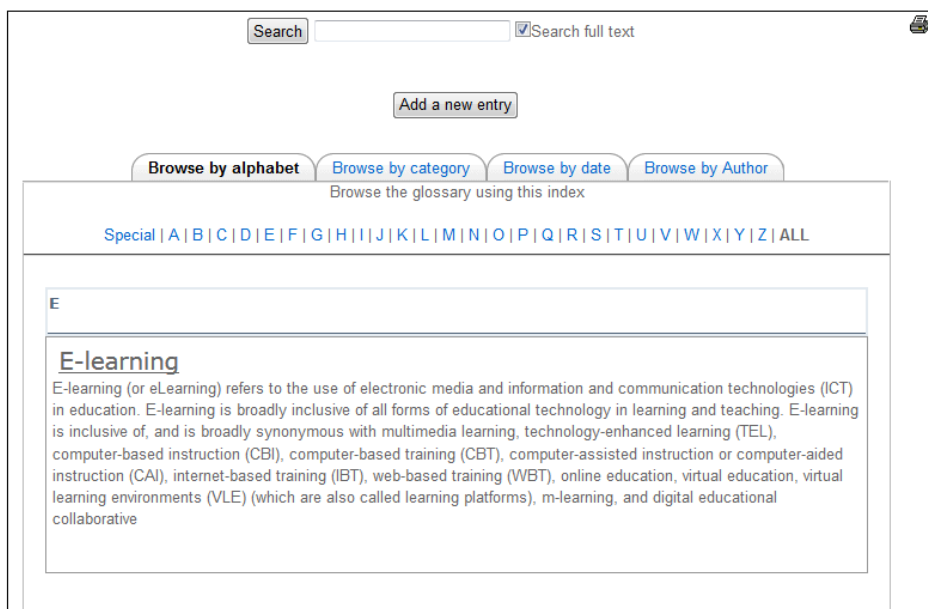 Search Search full text
Add a new entry
Browse by alphabet Browse by category Browse by date Browse by Author
Browse the glossary using this index
Special | A | B | C | D | E | F | G | H | I | J | K | L | M | N | O | P | Q | R | S | T | U | V | W | X | Y | Z | ALL
E
E-learning
E-learning (or eLearning) refers to the use of electronic media and information and communication technologies (ICT)
in education. E-learning is broadly inclusive of all forms of educational technology in learning and teaching. E-learning
is inclusive of, and is broadly synonymous with multimedia learning, technology-enhanced learning (TEL),
computer-based instruction (CBI), computer-based training (CBT), computer-assisted instruction or computer-aided
instruction (CAI), internet-based training (IBT), web-based training (WBT), online education, virtual education, virtual
learning environments (VLE) (which are also called learning platforms), m-learning, and digital educational
collaborative